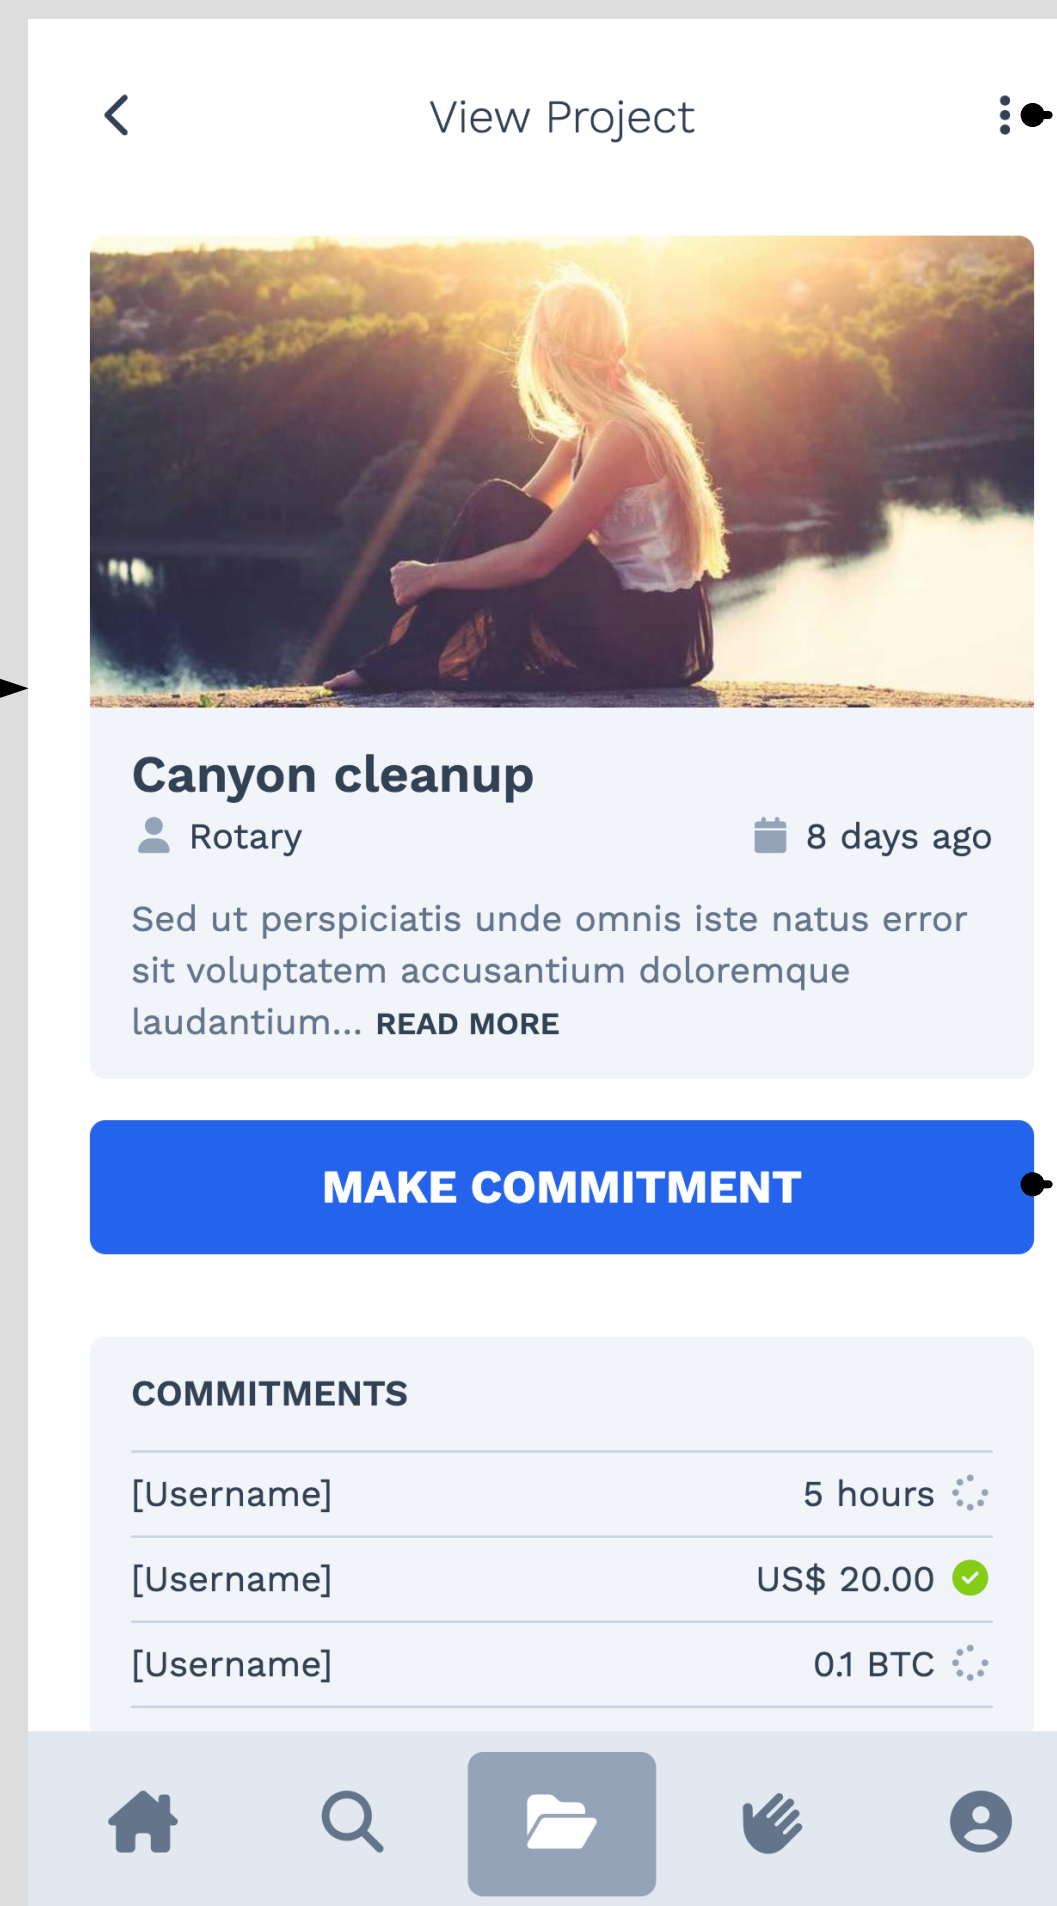 View Project
Canyon cleanup
Rotary
8 days ago
Sed ut perspiciatis unde omnis iste natus error
sit voluptatem accusantium doloremque
laudantium... READ MORE
MAKE COMMITMENT
COMMITMENTS
[Username] 5 hours
[Username] US$ 20.00
[Username] 0.1 BTC